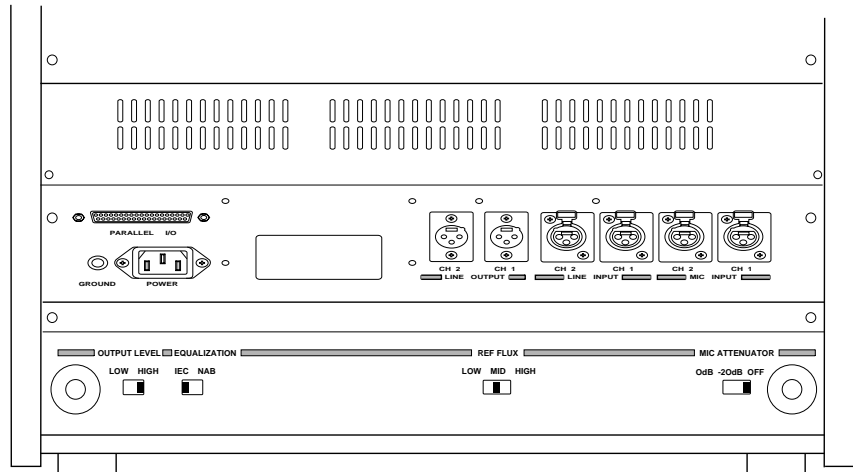 PARALLEL I/O
GROUND
POWER
CH 2 CH 1 CH 2 CH 1 CH 2 CH 1
LINE OUTPUT LINE INPUT MIC INPUT
OUTPUT LEVEL EQUALIZATION REF FLUX MIC ATTENUATOR
LOW HIGH IEC NAB LOW MID HIGH OdB -2OdB OFF